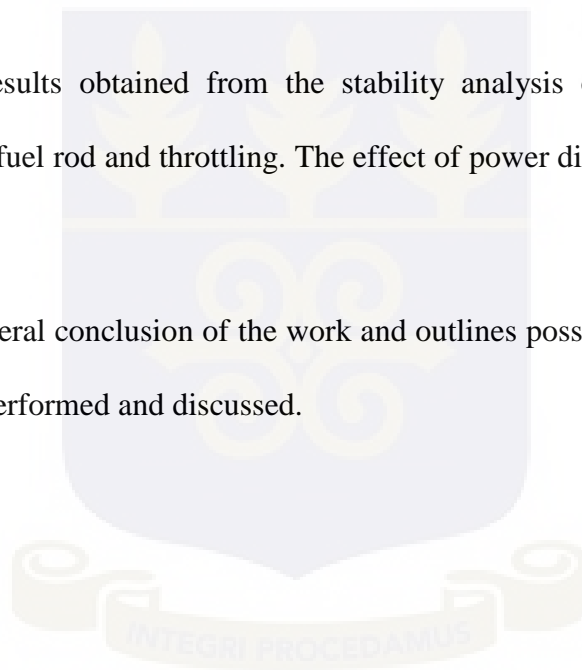 esults obtained from the stability analysis
fuel rod and throttling. The effect of power di
eral conclusion of the work and outlines poss
erformed and discussed.
INTEGRI PROCEDAMUS